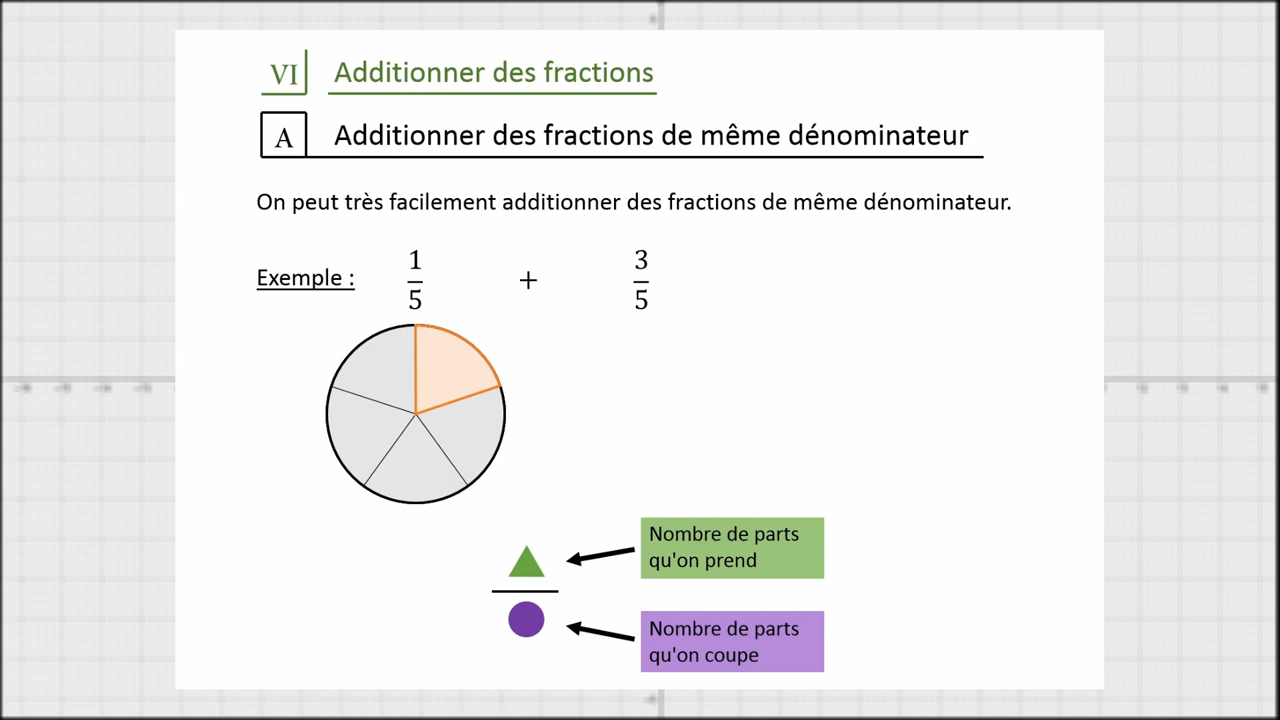 VI Additionner des fractions
A Additionner des fractions de même dénominateur
On peut très facilement additionner des fractions de même dénominateur.
Exemple : 1/5 + 3/5
Nombre de parts
qu'on prend
Nombre de parts
qu'on coupe